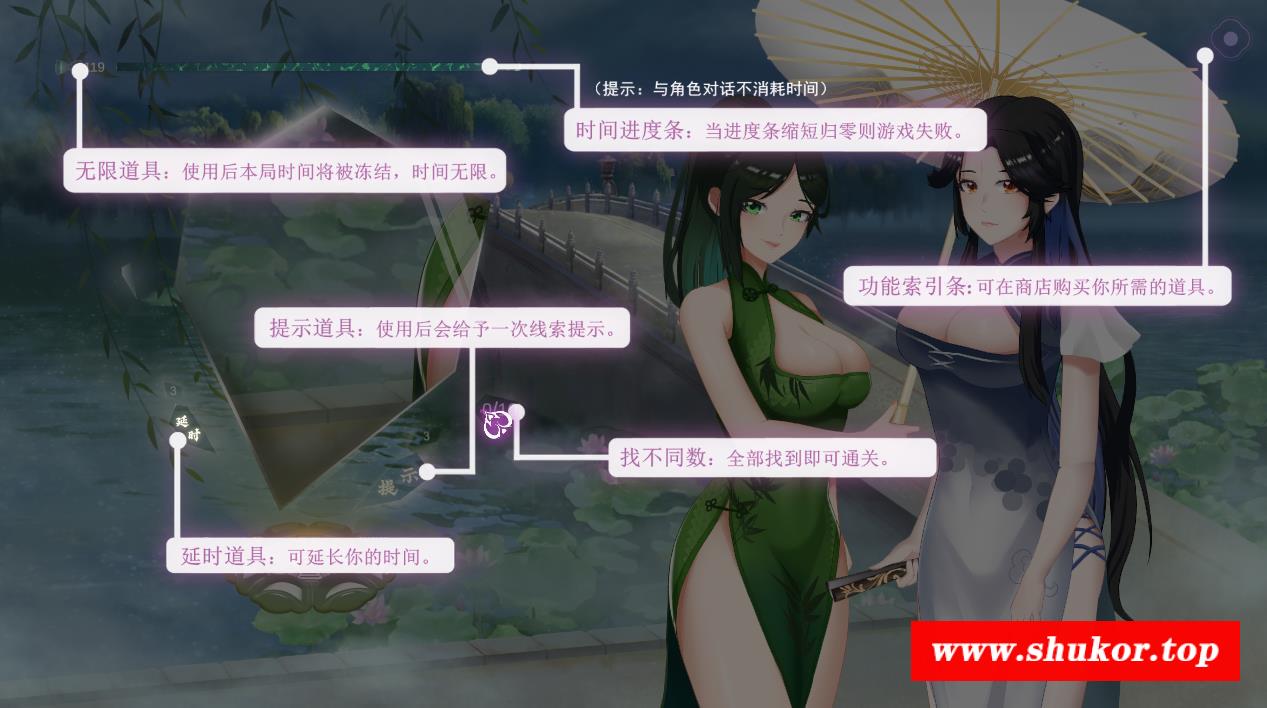 119
（提示：与角色对话不消耗时间）
时间进度条：当进度条缩短归零则游戏失败。
无限道具：使用后本局时间将被冻结，时间无限。
功能索引条:可在商店购买你所需的道具。
提示道具：使用后会给予一次线索提示。
3
延时
3
提示
找不同数：全部找到即可通关。
延时道具：可延长你的时间。
www.shukor.top